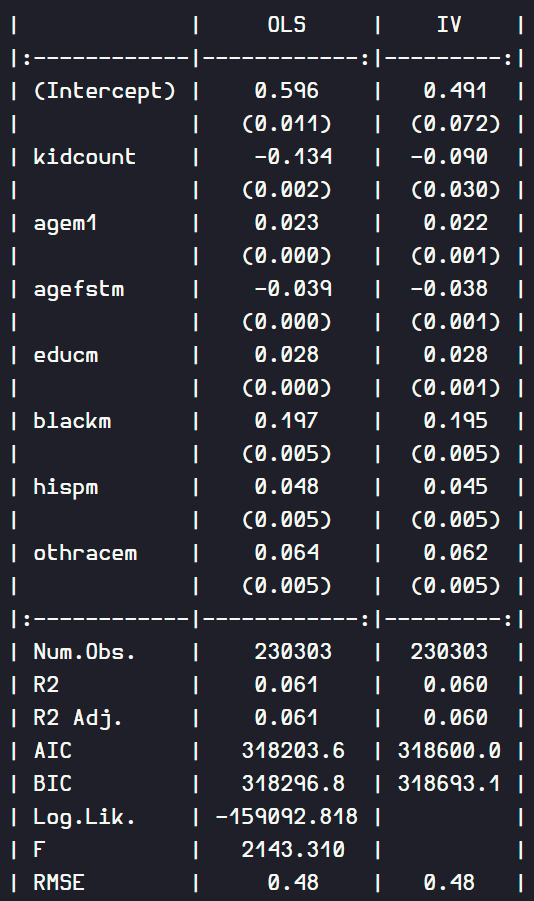 |             |     OLS     |    IV    |
|:------------|------------:|---------:|
| (Intercept) |    0.596    |   0.491  |
|             |   (0.011)   |  (0.072) |
| kidcount    |    -0.134   |  -0.090  |
|             |   (0.002)   |  (0.030) |
| agem1       |    0.023    |   0.022  |
|             |   (0.000)   |  (0.001) |
| agefstm     |    -0.039   |  -0.038  |
|             |   (0.000)   |  (0.001) |
| educm       |    0.028    |   0.028  |
|             |   (0.000)   |  (0.001) |
| blackm      |    0.197    |   0.195  |
|             |   (0.005)   |  (0.005) |
| hispm       |    0.048    |   0.045  |
|             |   (0.005)   |  (0.005) |
| othracem    |    0.064    |   0.062  |
|             |   (0.005)   |  (0.005) |
|:------------|------------:|---------:|
| Num.Obs.    |    230303   |  230303  |
| R2          |    0.061    |   0.060  |
| R2 Adj.     |    0.061    |   0.060  |
| AIC         |   318203.6  | 318600.0 |
| BIC         |   318296.8  | 318693.1 |
| Log.Lik.    | -159092.818 |          |
| F           |   2143.310  |          |
| RMSE        |     0.48    |   0.48   |